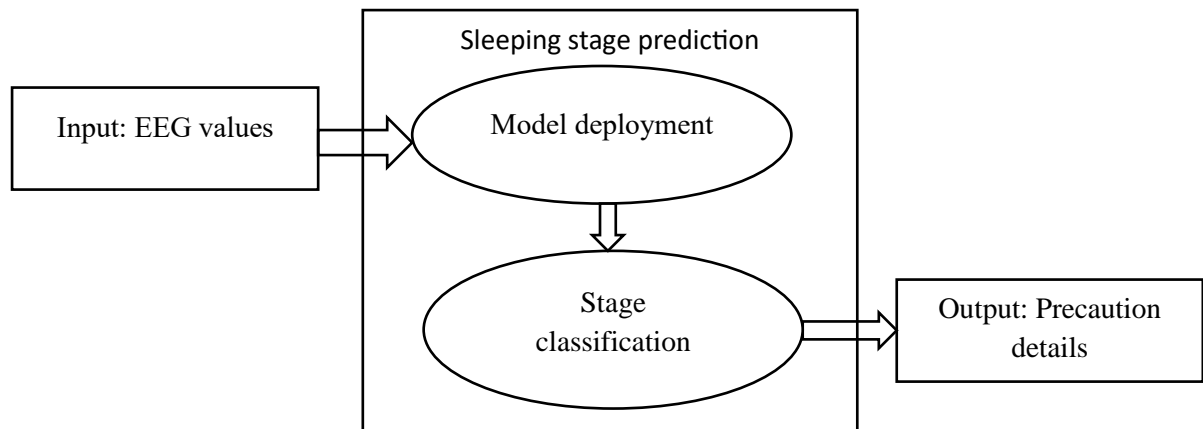 Sleeping stage prediction
Input: EEG values
Model deployment
Stage
classification
Output: Precaution
details